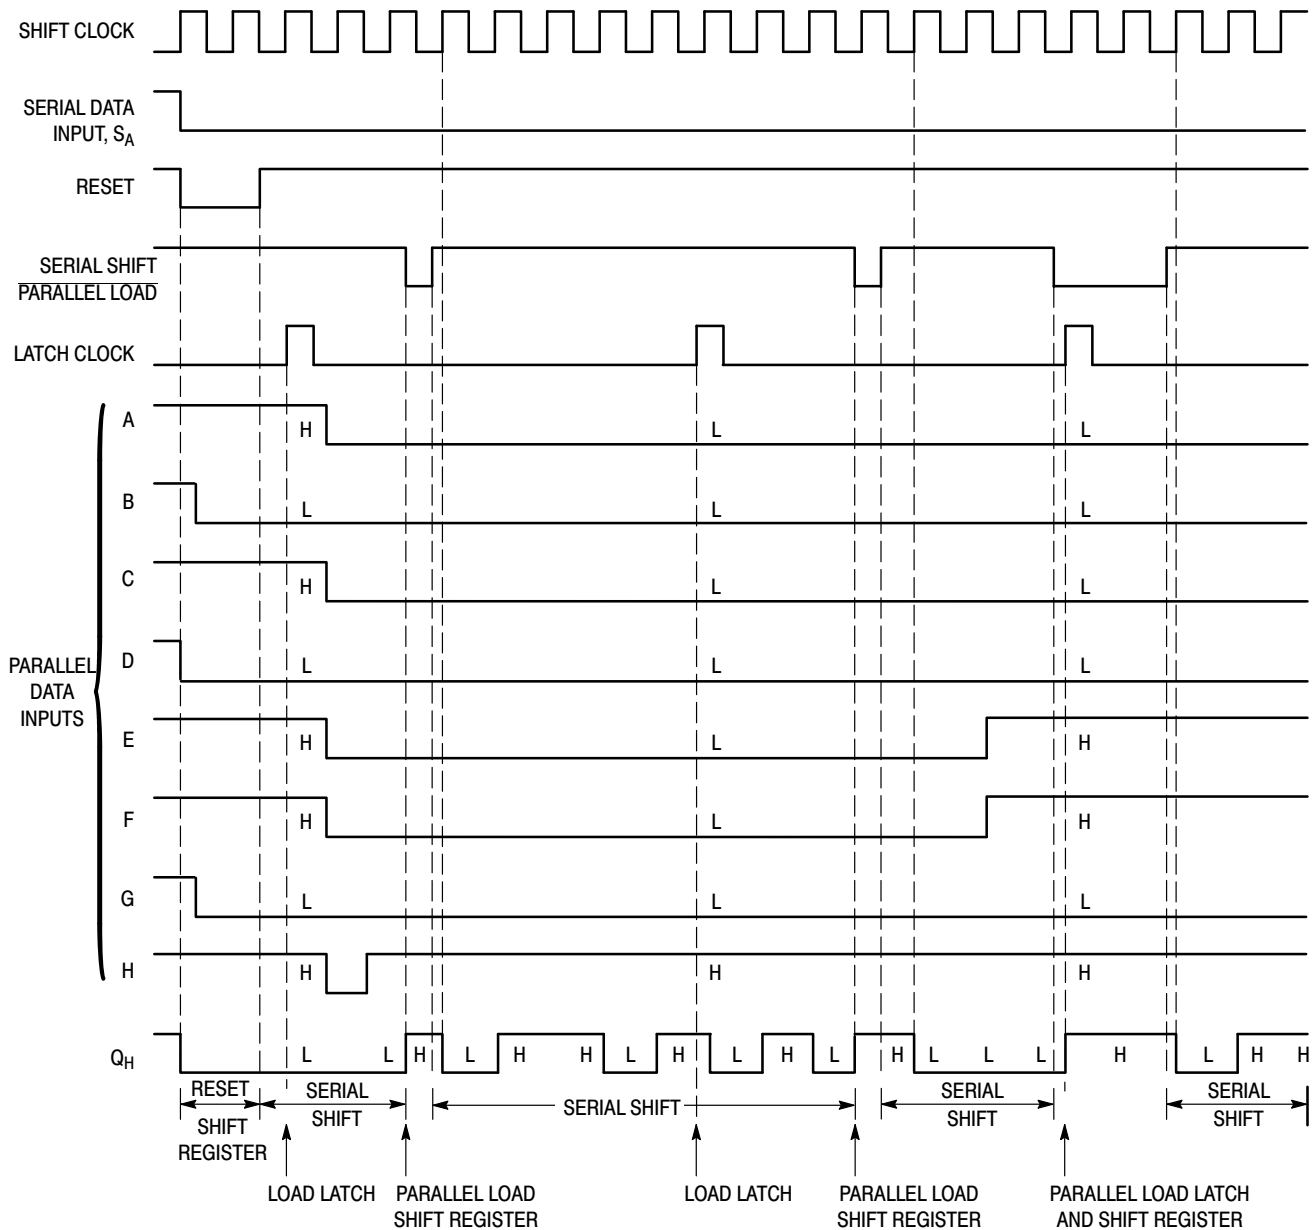 SHIFT CLOCK
SERIAL DATA
INPUT, SA
RESET
SERIAL SHIFT
PARALLEL LOAD
LATCH CLOCK
A H L L
B L L L
C H L L
PARALLEL
DATA
INPUTS
D L L L
E H L H
F H L H
G L L L
H H H H
QH L L H L H H L H L H L H L L L H L H H
RESET
SHIFT
REGISTER
SERIAL
SHIFT
SERIAL SHIFT
SERIAL
SHIFT
SERIAL
SHIFT
LOAD LATCH
PARALLEL LOAD
SHIFT REGISTER
LOAD LATCH
PARALLEL LOAD
SHIFT REGISTER
PARALLEL LOAD LATCH
AND SHIFT REGISTER